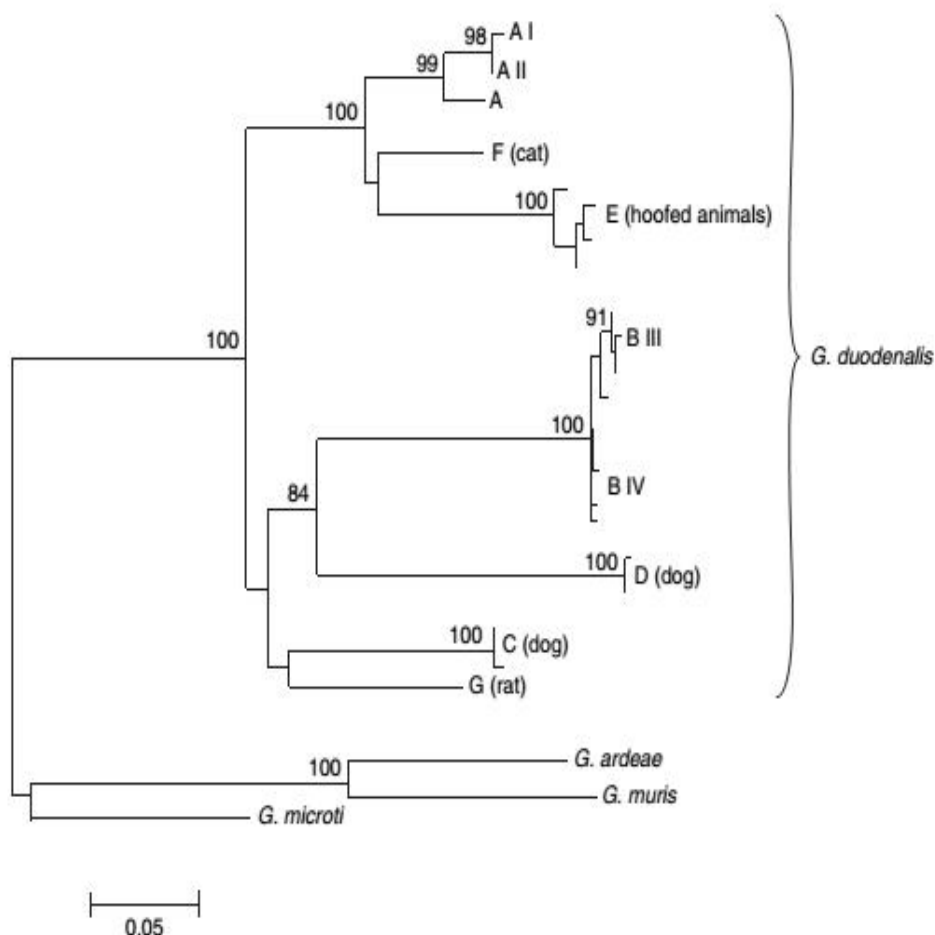 98
A I
99
A II
100
A
F (cat)
100
E (hoofed animals)
91
B III
100
G. duodenalis
100
84
B IV
100
D (dog)
100
C (dog)
G (rat)
G. ardeae
100
G. muris
G. microti
0.05